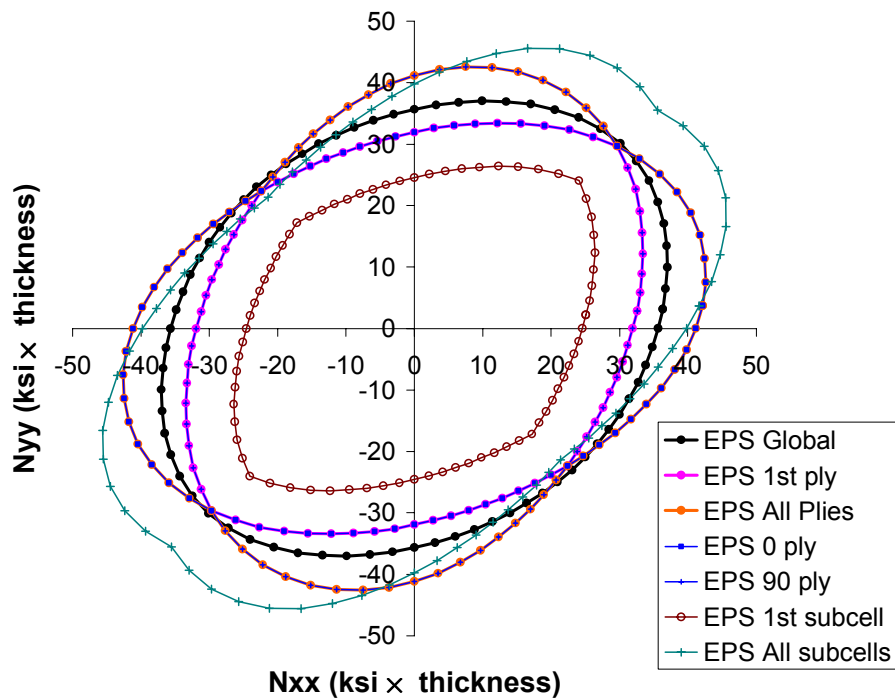 50
40
30
20
10
0
-10
-20
-30
-40
-50
-50 -40 -30 -20 -10 0 10 20 30 40 50
Nyy (ksi × thickness)
Nxx (ksi × thickness)
EPS Global
EPS 1st ply
EPS All Plies
EPS 0 ply
EPS 90 ply
EPS 1st subcell
EPS All subcells